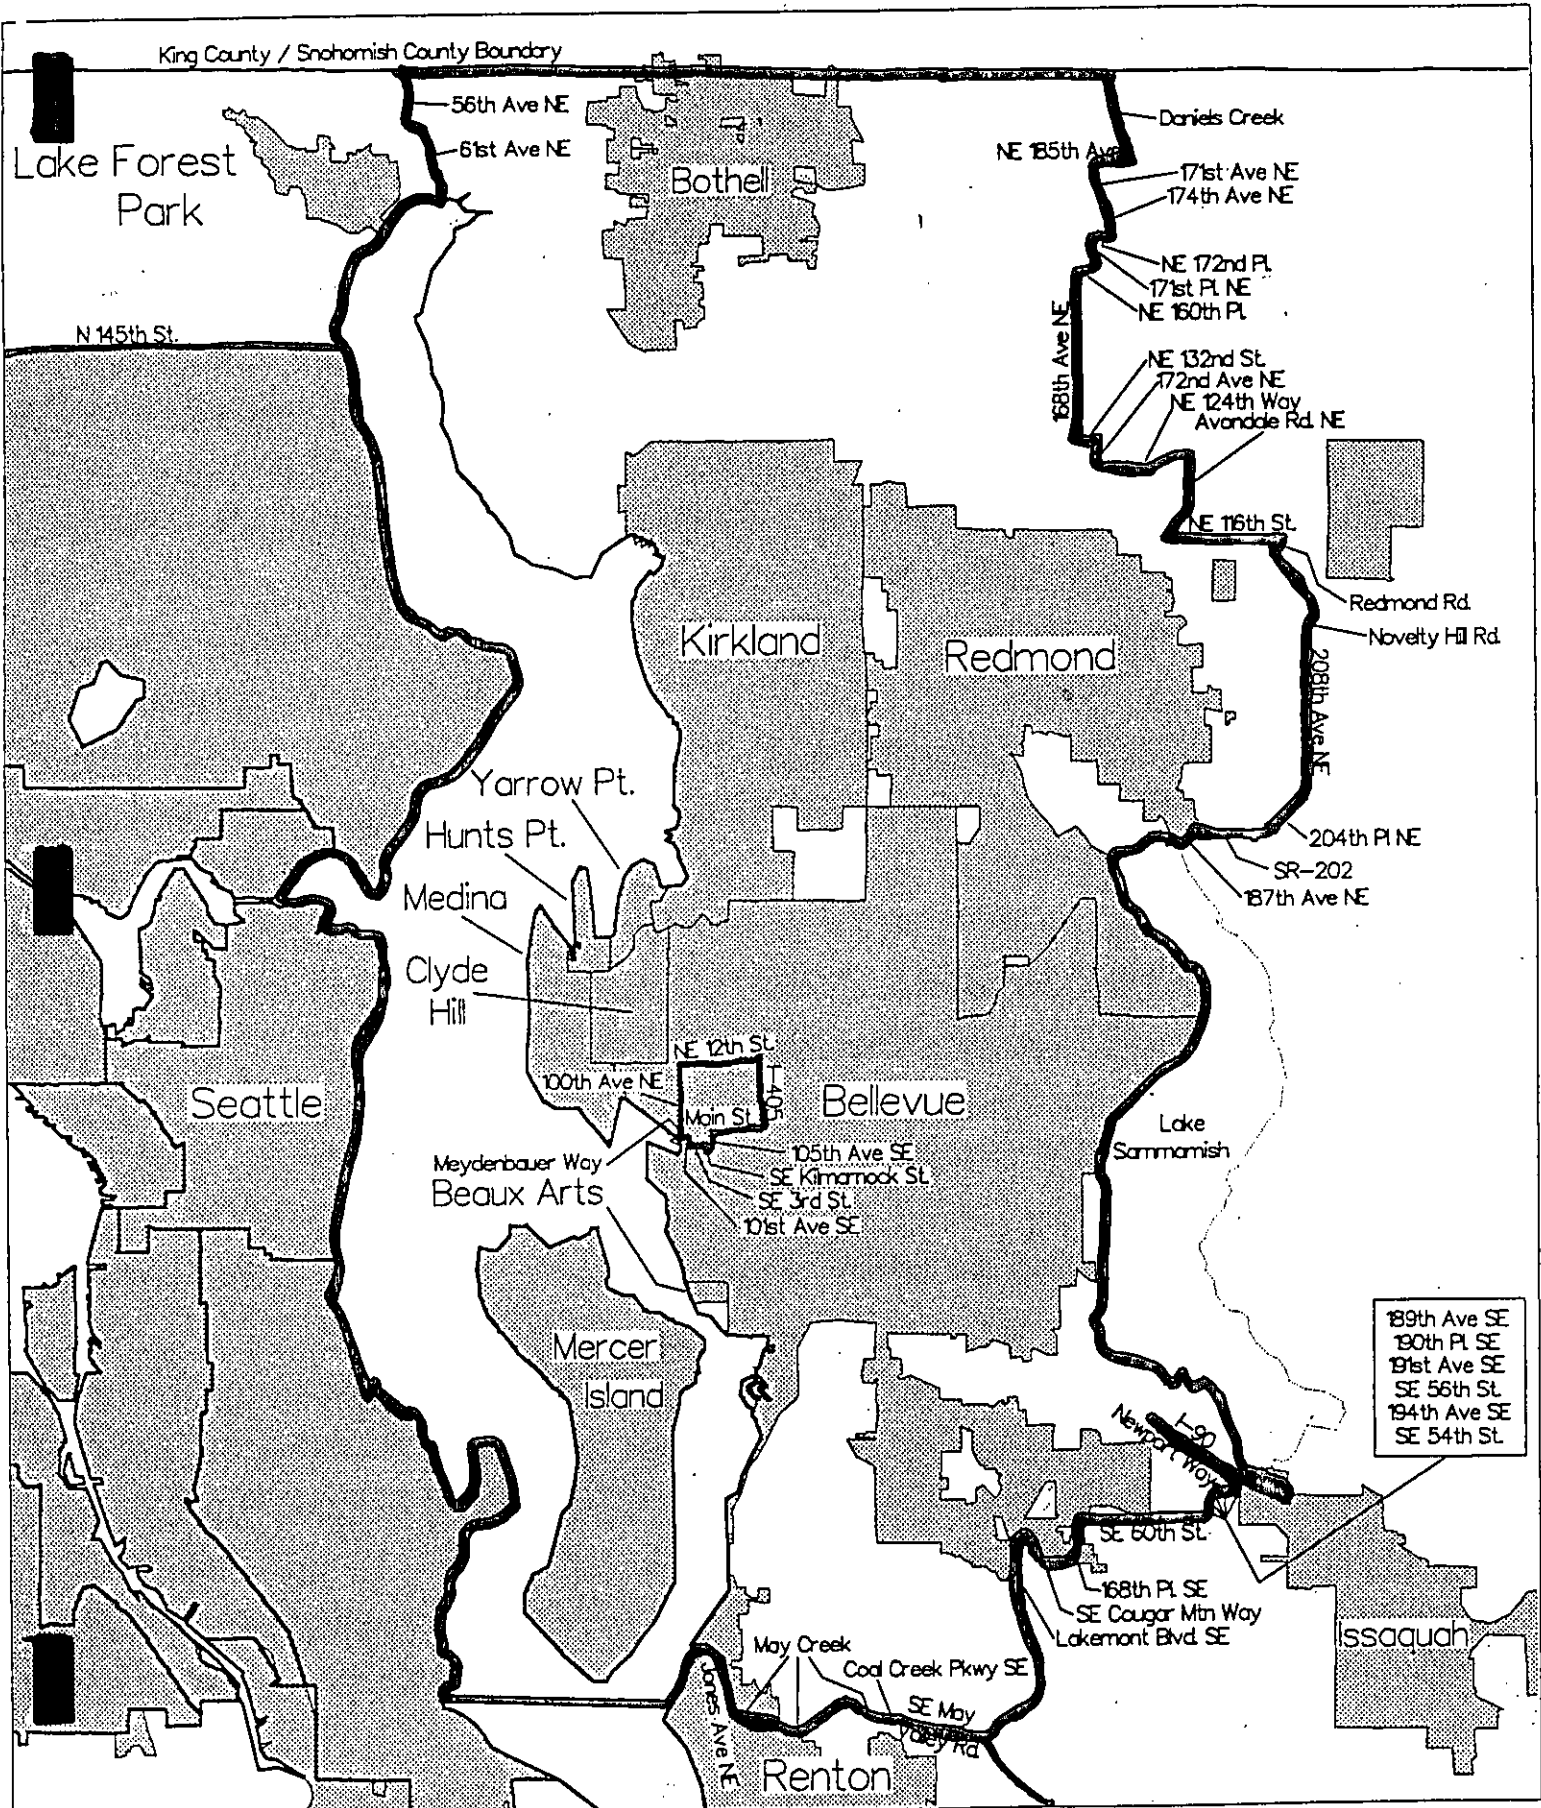 King County / Snohomish County Boundary
56th Ave NE
61st Ave NE
Lake Forest
Park
Bothell
Daniels Creek
NE 185th Ave
171st Ave NE
174th Ave NE
NE 172nd Pl.
171st Pl. NE
NE 160th Pl.
168th Ave NE
N 145th St.
NE 132nd St.
172nd Ave NE
NE 124th Way
Avondale Rd. NE
NE 116th St.
Redmond Rd.
Novelty Hill Rd.
208th Ave NE
Kirkland
Redmond
Yarrow Pt.
Hunts Pt.
Medina
Clyde
Hill
204th Pl NE
SR-202
187th Ave NE
Seattle
NE 12th St.
100th Ave NE
I-405
Main St.
Bellevue
Lake
Sammamish
Meydenbauer Way
Beaux Arts
105th Ave SE
SE Kilmarnock St.
SE 3rd St.
101st Ave SE
Mercer
Island
189th Ave SE
190th Pl. SE
191st Ave SE
SE 56th St.
194th Ave SE
SE 54th St.
I-90
Newport Way
SE 60th St.
168th Pl. SE
SE Cougar Mtn Way
Lakemont Blvd. SE
Issaquah
May Creek
Coal Creek Pkwy SE
Jones Ave NE
SE May
Valley Rd.
Renton